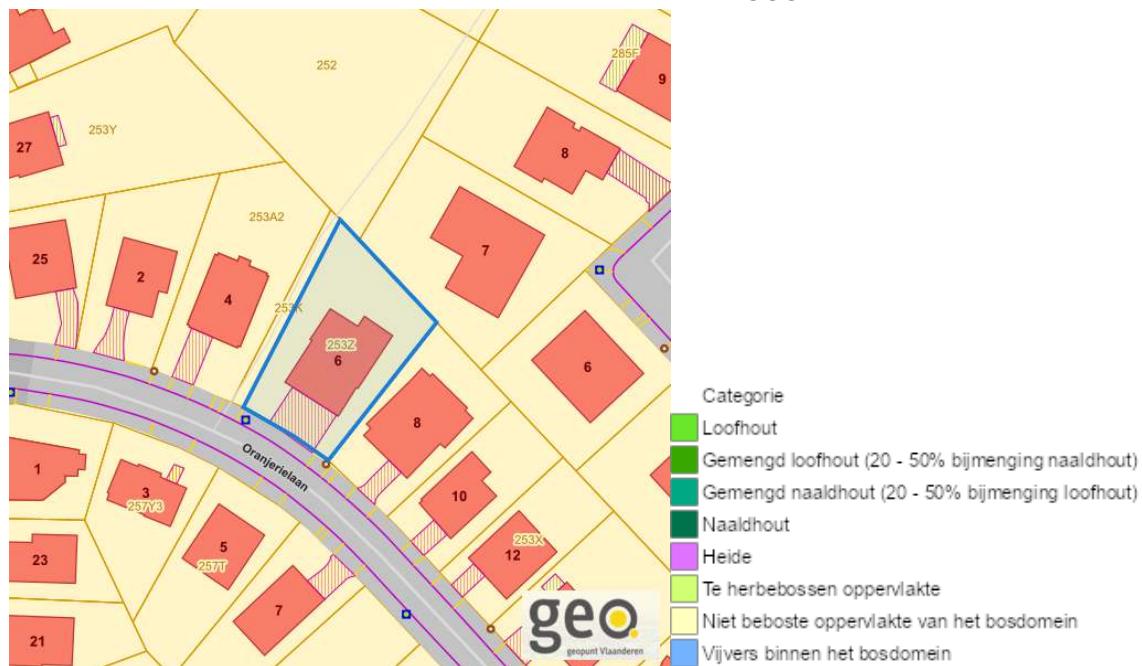 252
285F
9
253Y
27
8
253A2
7
25
2
4
253K
253Z
6
6
8
Oranjerielaan
1
3
257Y3
10
253X
12
5
257T
23
7
21
geo.
geopunt Vlaanderen
Categorie
Loofhout
Gemengd loofhout (20 - 50% bijmenging naaldhout)
Gemengd naaldhout (20 - 50% bijmenging loofhout)
Naaldhout
Heide
Te herbebossen oppervlakte
Niet beboste oppervlakte van het bosdomein
Vijvers binnen het bosdomein